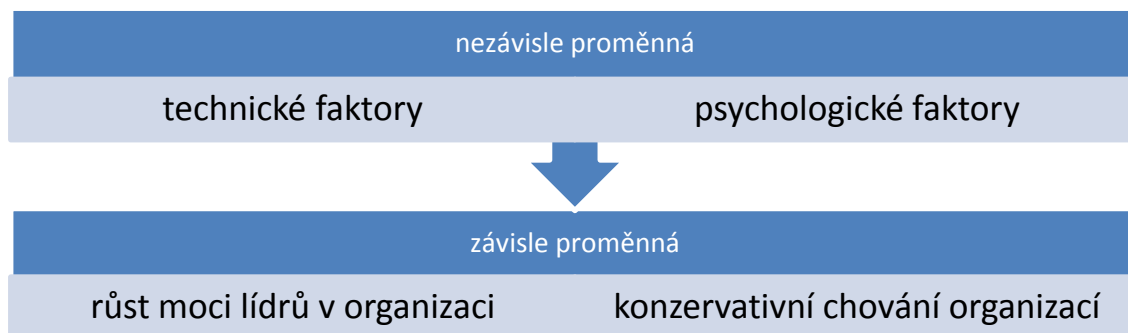 nezávisle proměnná
technické faktory psychologické faktory
závisle proměnná
růst moci lídrů v organizaci konzervativní chování organizací